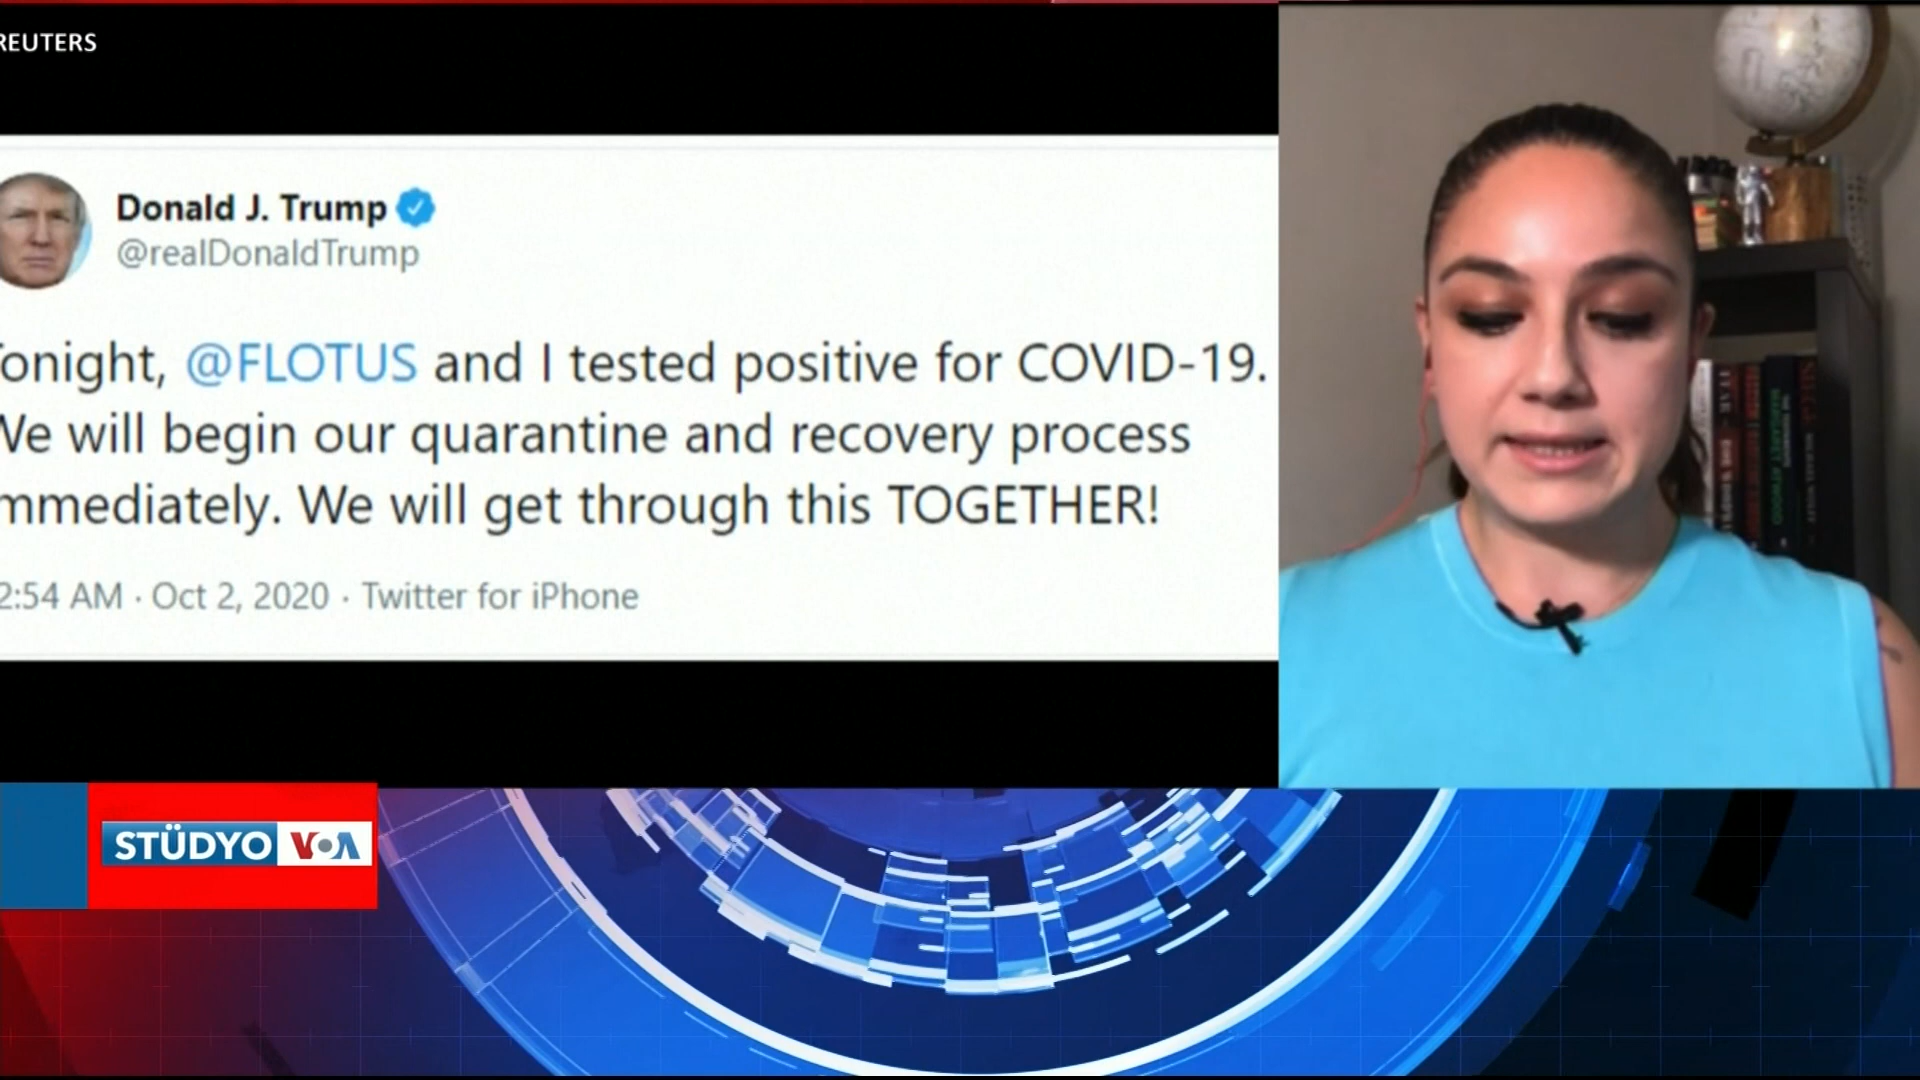 REUTERS
Donald J. Trump
@realDonaldTrump
onight, @FLOTUS and I tested positive for COVID-19.
We will begin our quarantine and recovery process
mmediately. We will get through this TOGETHER!
2:54 AM · Oct 2, 2020 · Twitter for iPhone
STÜDYO VOA